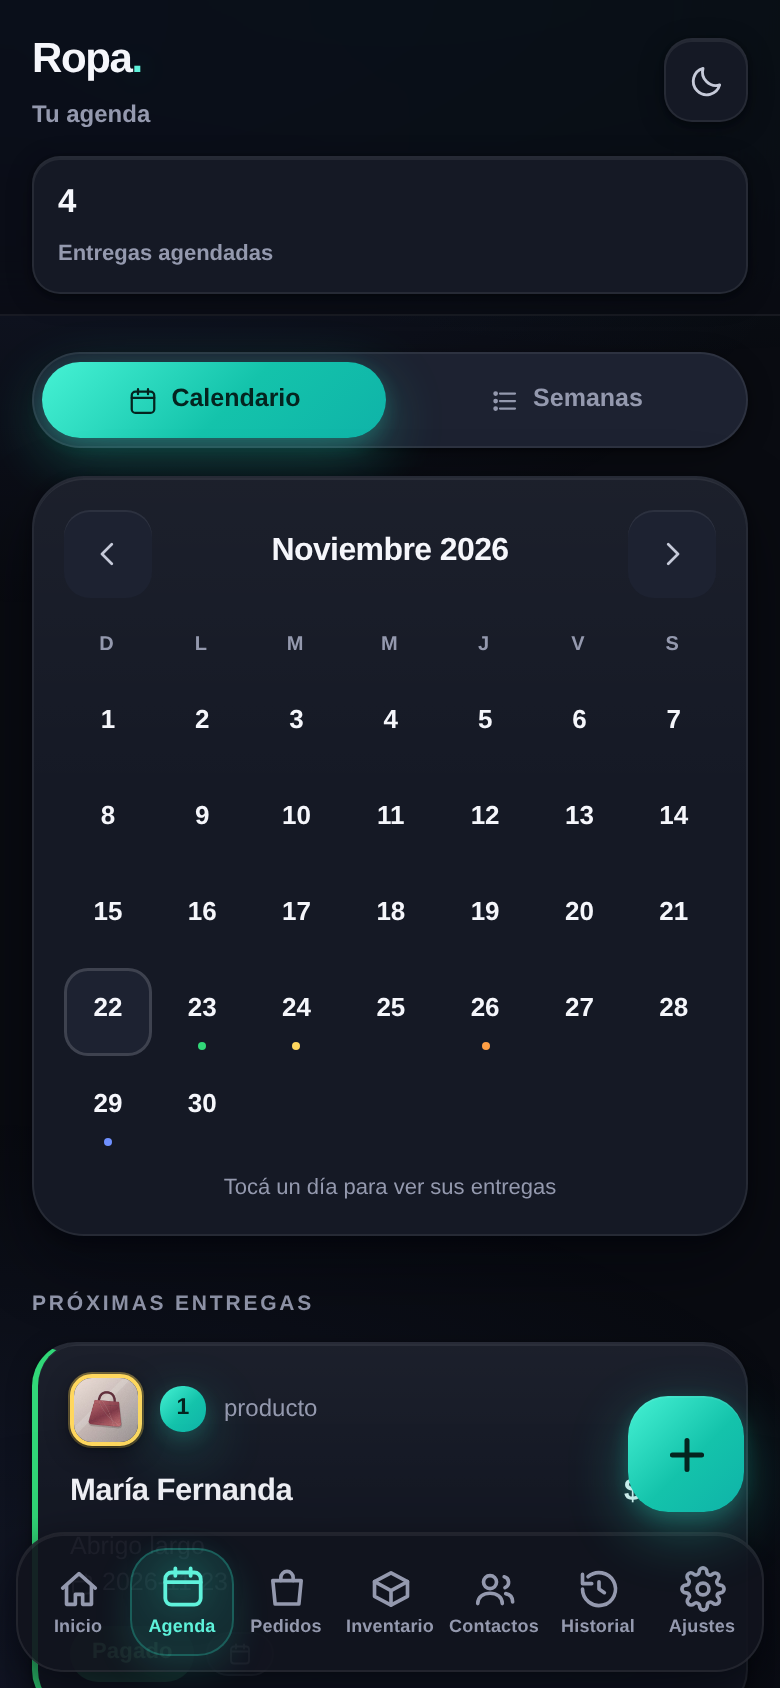 Ropa.
Tu agenda
4
Entregas agendadas
Calendario
Semanas
Noviembre 2026
D L M M J V S
1 2 3 4 5 6 7
8 9 10 11 12 13 14
15 16 17 18 19 20 21
22 23 24 25 26 27 28
29 30
Tocá un día para ver sus entregas
PRÓXIMAS ENTREGAS
1 producto
María Fernanda
Abrigo largo
Pagado
Inicio
Agenda
Pedidos
Inventario
Contactos
Historial
Ajustes